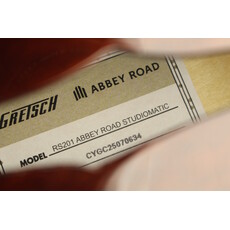 GRETSCH ABBEY ROAD
MODEL RS201 ABBEY ROAD STUDIOMATIC
CYGC25070634